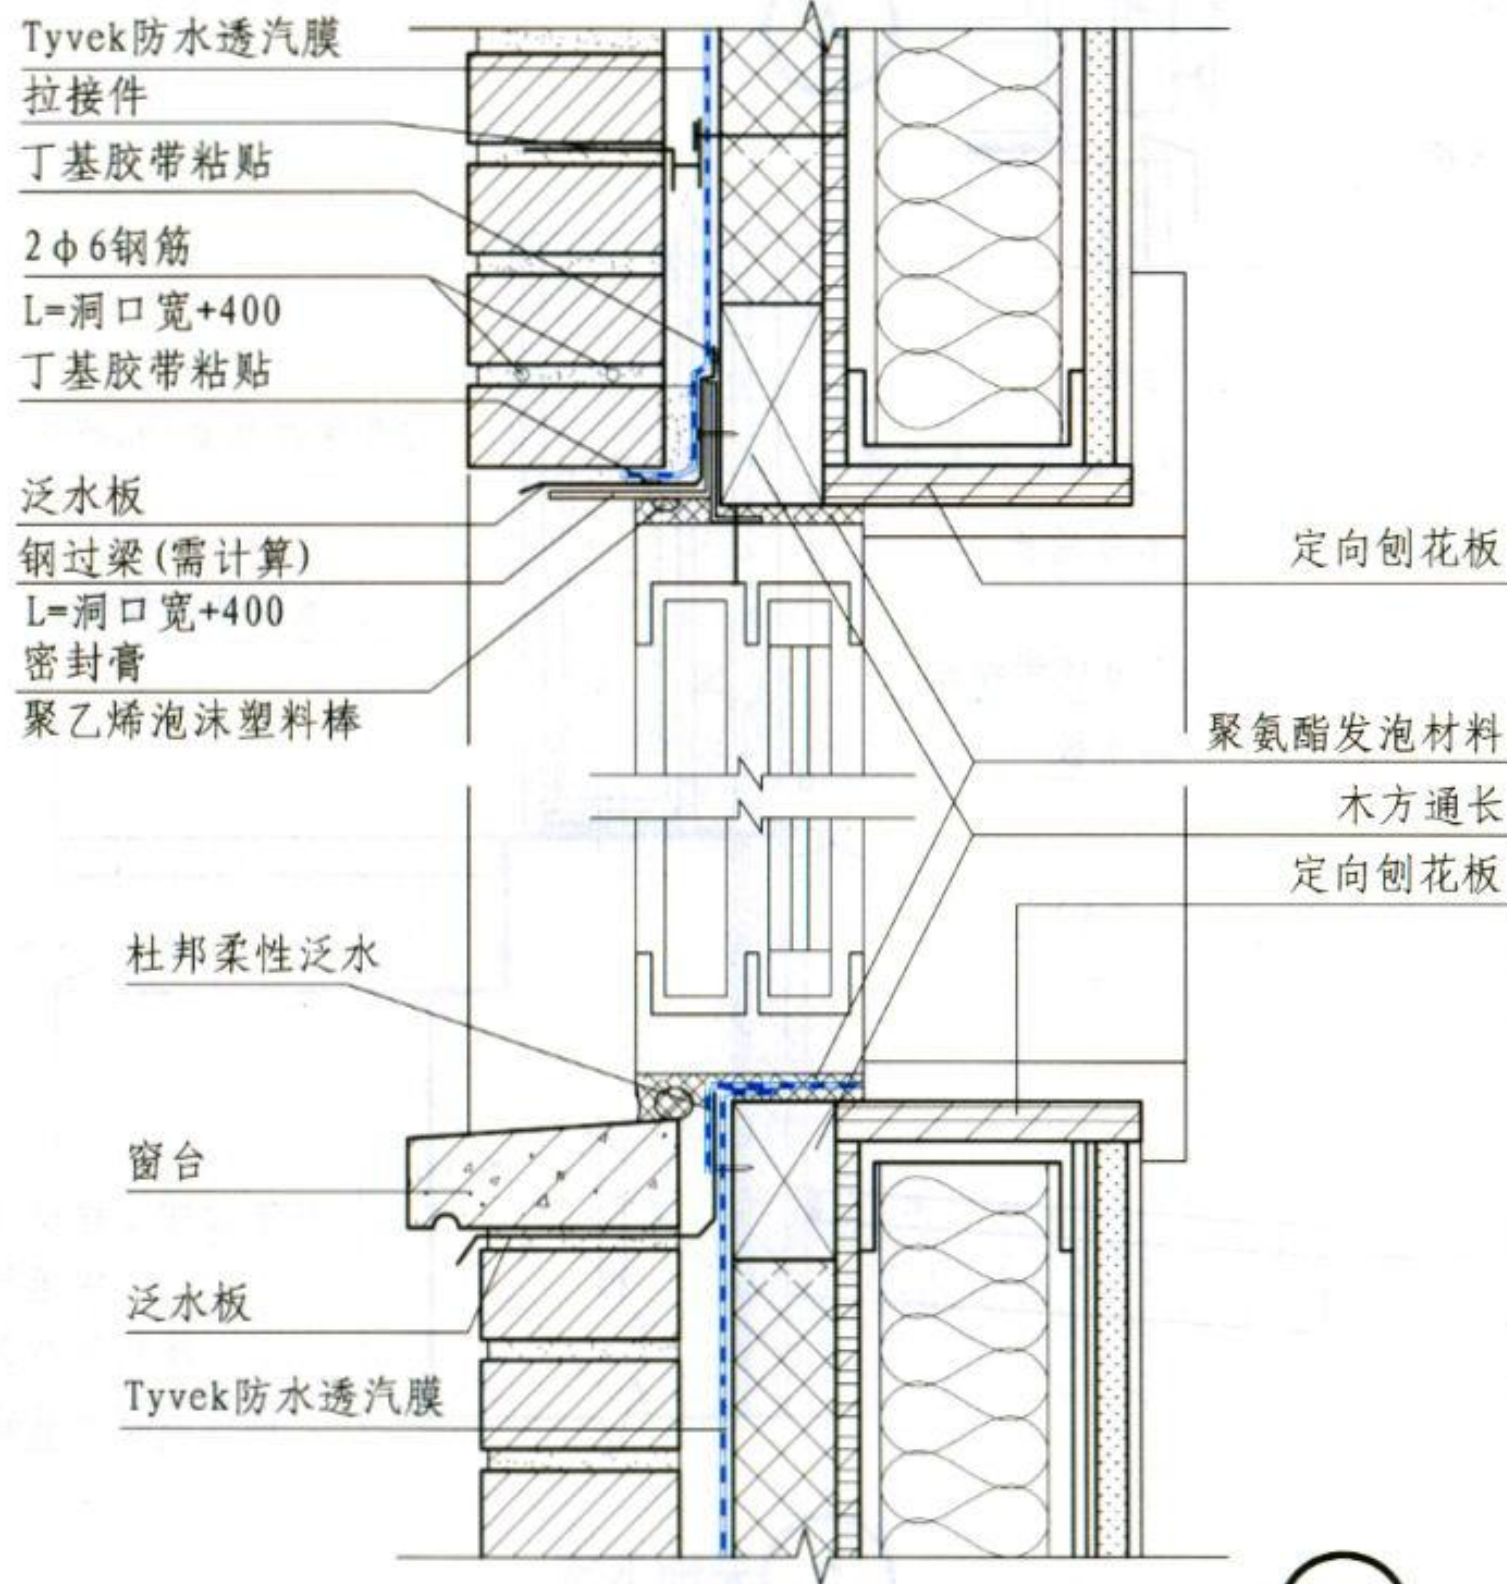 Tyvek防水透汽膜
拉接件
丁基胶带粘贴
2φ6钢筋
L=洞口宽+400
丁基胶带粘贴
泛水板
钢过梁(需计算)
L=洞口宽+400
密封膏
聚乙烯泡沫塑料棒
定向刨花板
聚氨酯发泡材料
木方通长
定向刨花板
杜邦柔性泛水
窗台
泛水板
Tyvek防水透汽膜